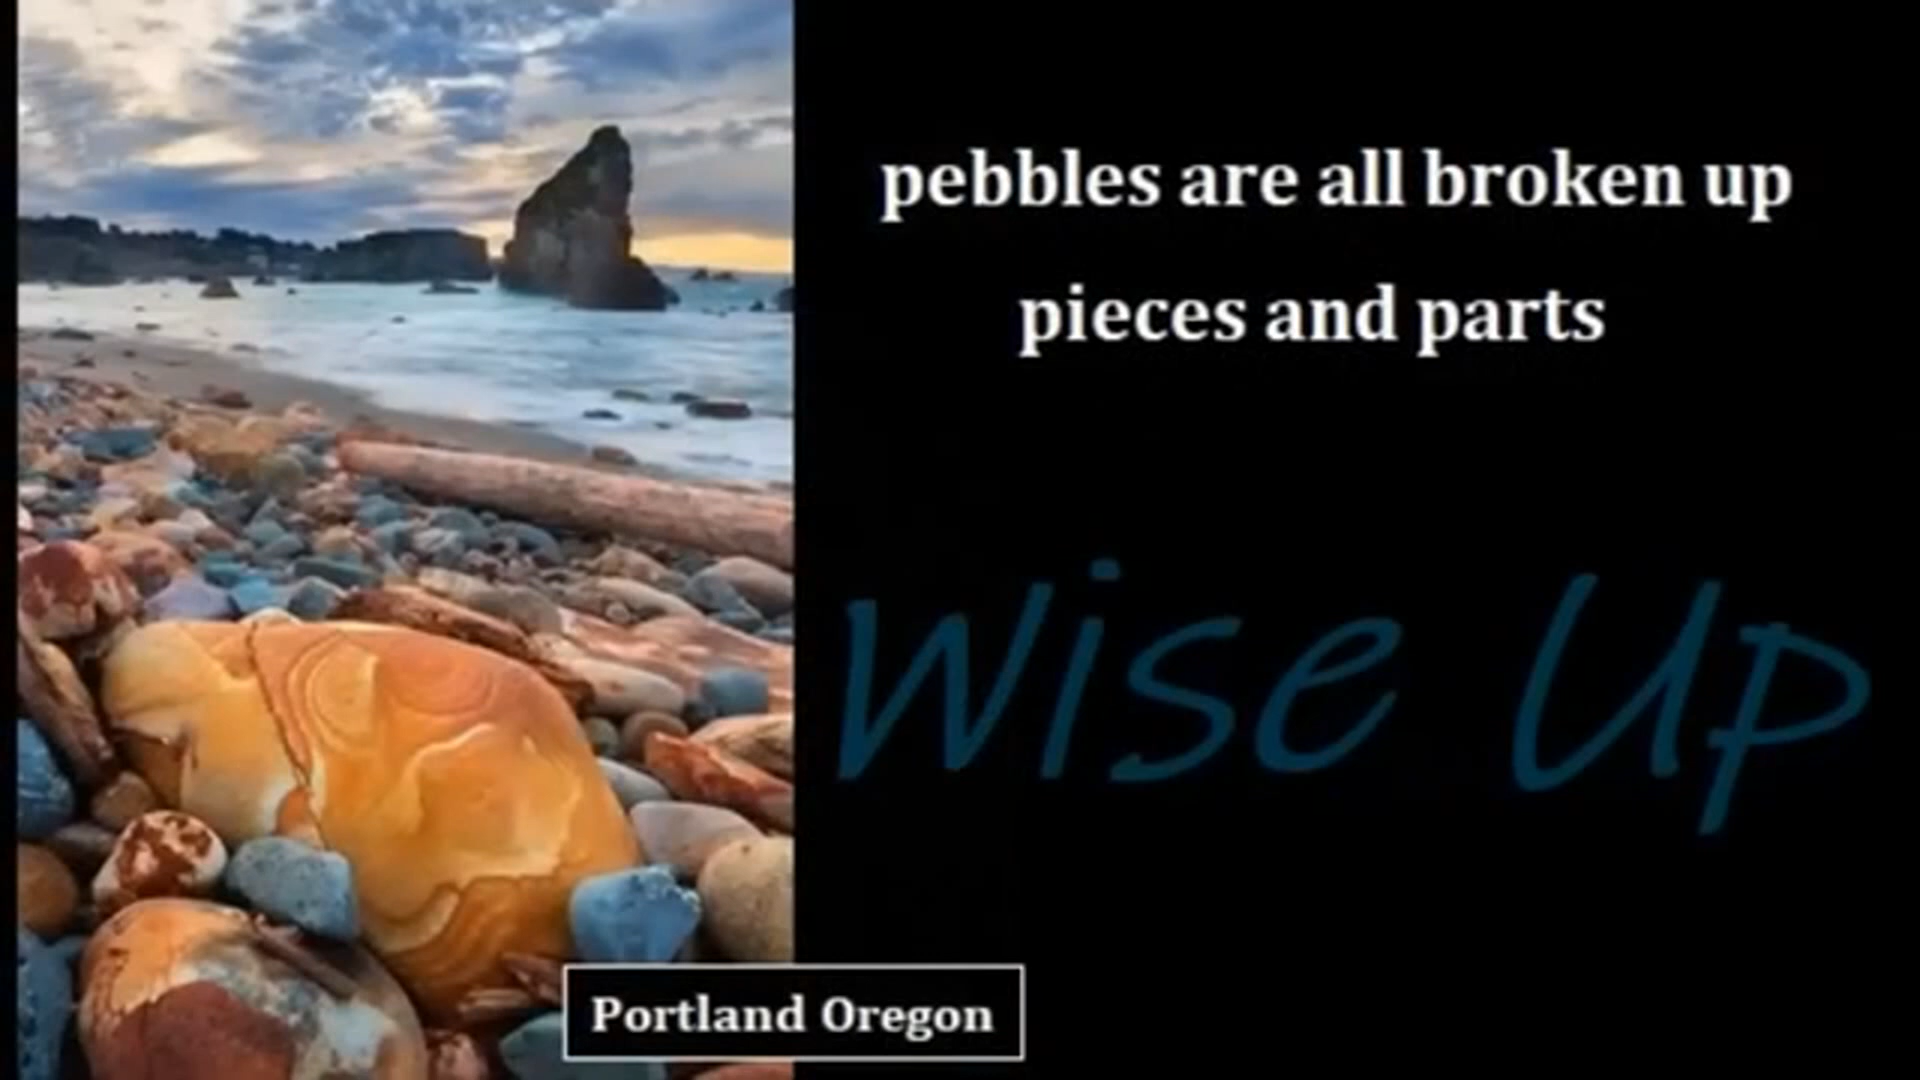 pebbles are all broken up
pieces and parts
Wise Up
Portland Oregon